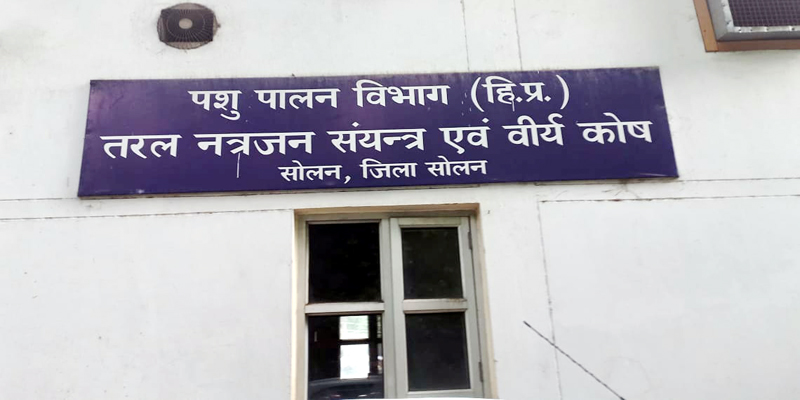 पशु पालन विभाग (हि.प्र.)
तरल नत्रजन संयन्त्र एवं वीर्य कोष
सोलन, जिला सोलन